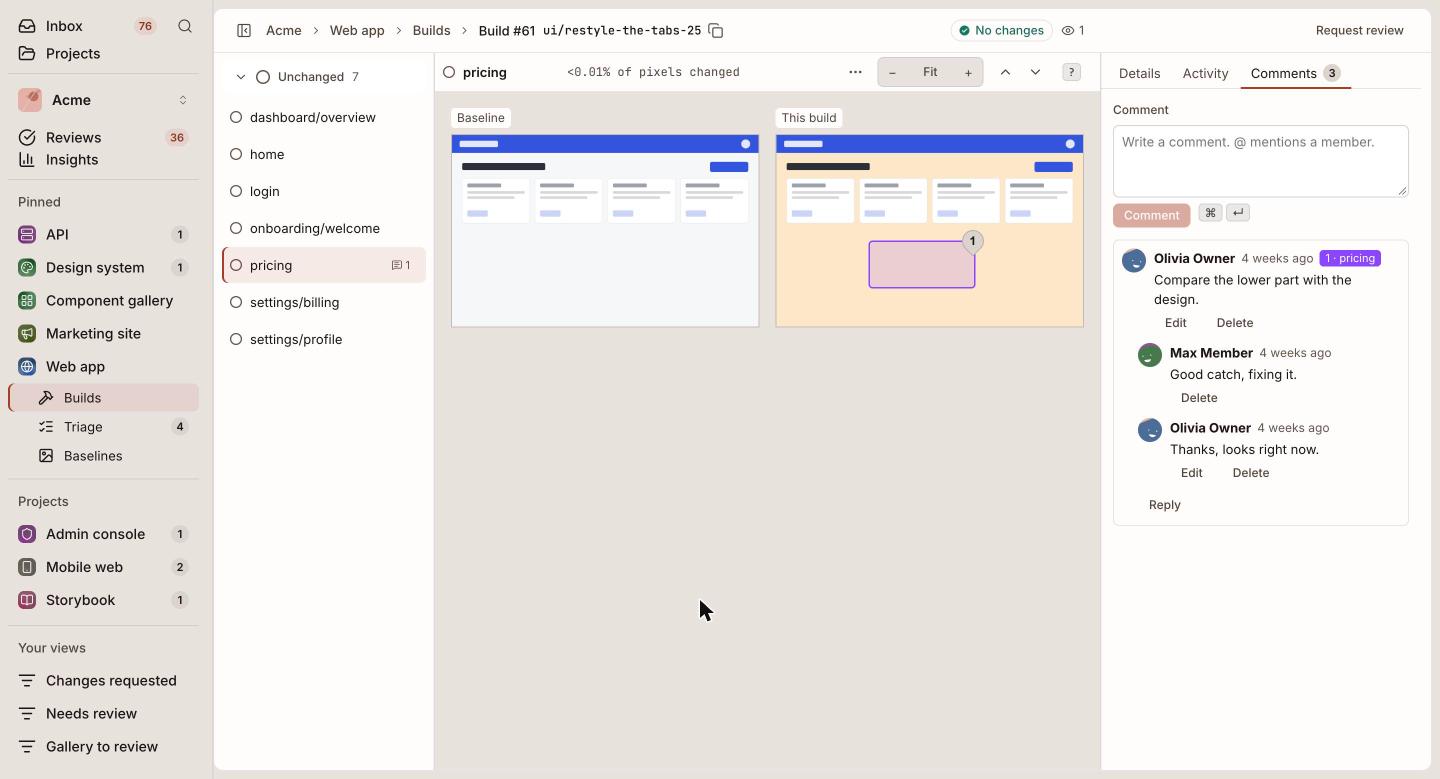 Inbox 76
Projects
Acme
Reviews 36
Insights
Pinned
API 1
Design system 1
Component gallery
Marketing site
Web app
Builds
Triage 4
Baselines
Projects
Admin console 1
Mobile web 2
Storybook 1
Your views
Changes requested
Needs review
Gallery to review
Acme > Web app > Builds > Build #61 ui/restyle-the-tabs-25
No changes 1
Request review
Unchanged 7
dashboard/overview
home
login
onboarding/welcome
pricing 1
settings/billing
settings/profile
pricing <0.01% of pixels changed
− Fit +
?
Baseline
This build
1
Details Activity Comments 3
Comment
Write a comment. @ mentions a member.
Comment ⌘ ↵
Olivia Owner 4 weeks ago 1 · pricing
Compare the lower part with the
design.
Edit Delete
Max Member 4 weeks ago
Good catch, fixing it.
Delete
Olivia Owner 4 weeks ago
Thanks, looks right now.
Edit Delete
Reply